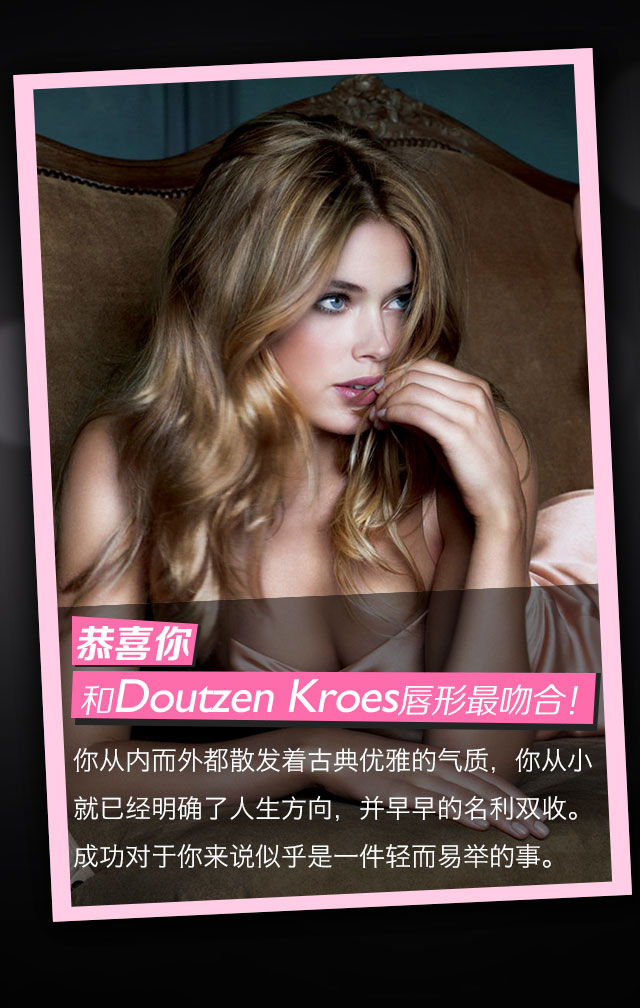 恭喜你
和Doutzen Kroes唇形最吻合！
你从内而外都散发着古典优雅的气质，你从小
就已经明确了人生方向，并早早的名利双收。
成功对于你来说似乎是一件轻而易举的事。